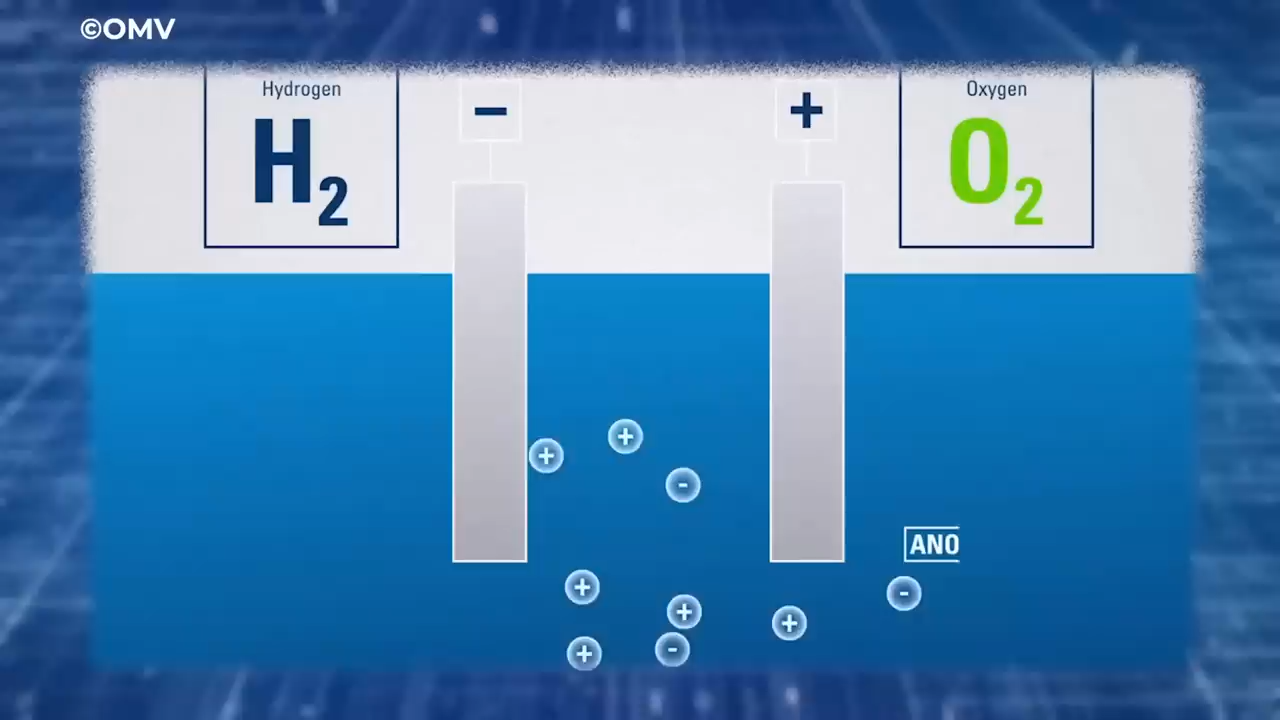 ©OMV
Hydrogen
H2
−
+
Oxygen
O2
+
+
-
ANO
+
-
+
+
+
-